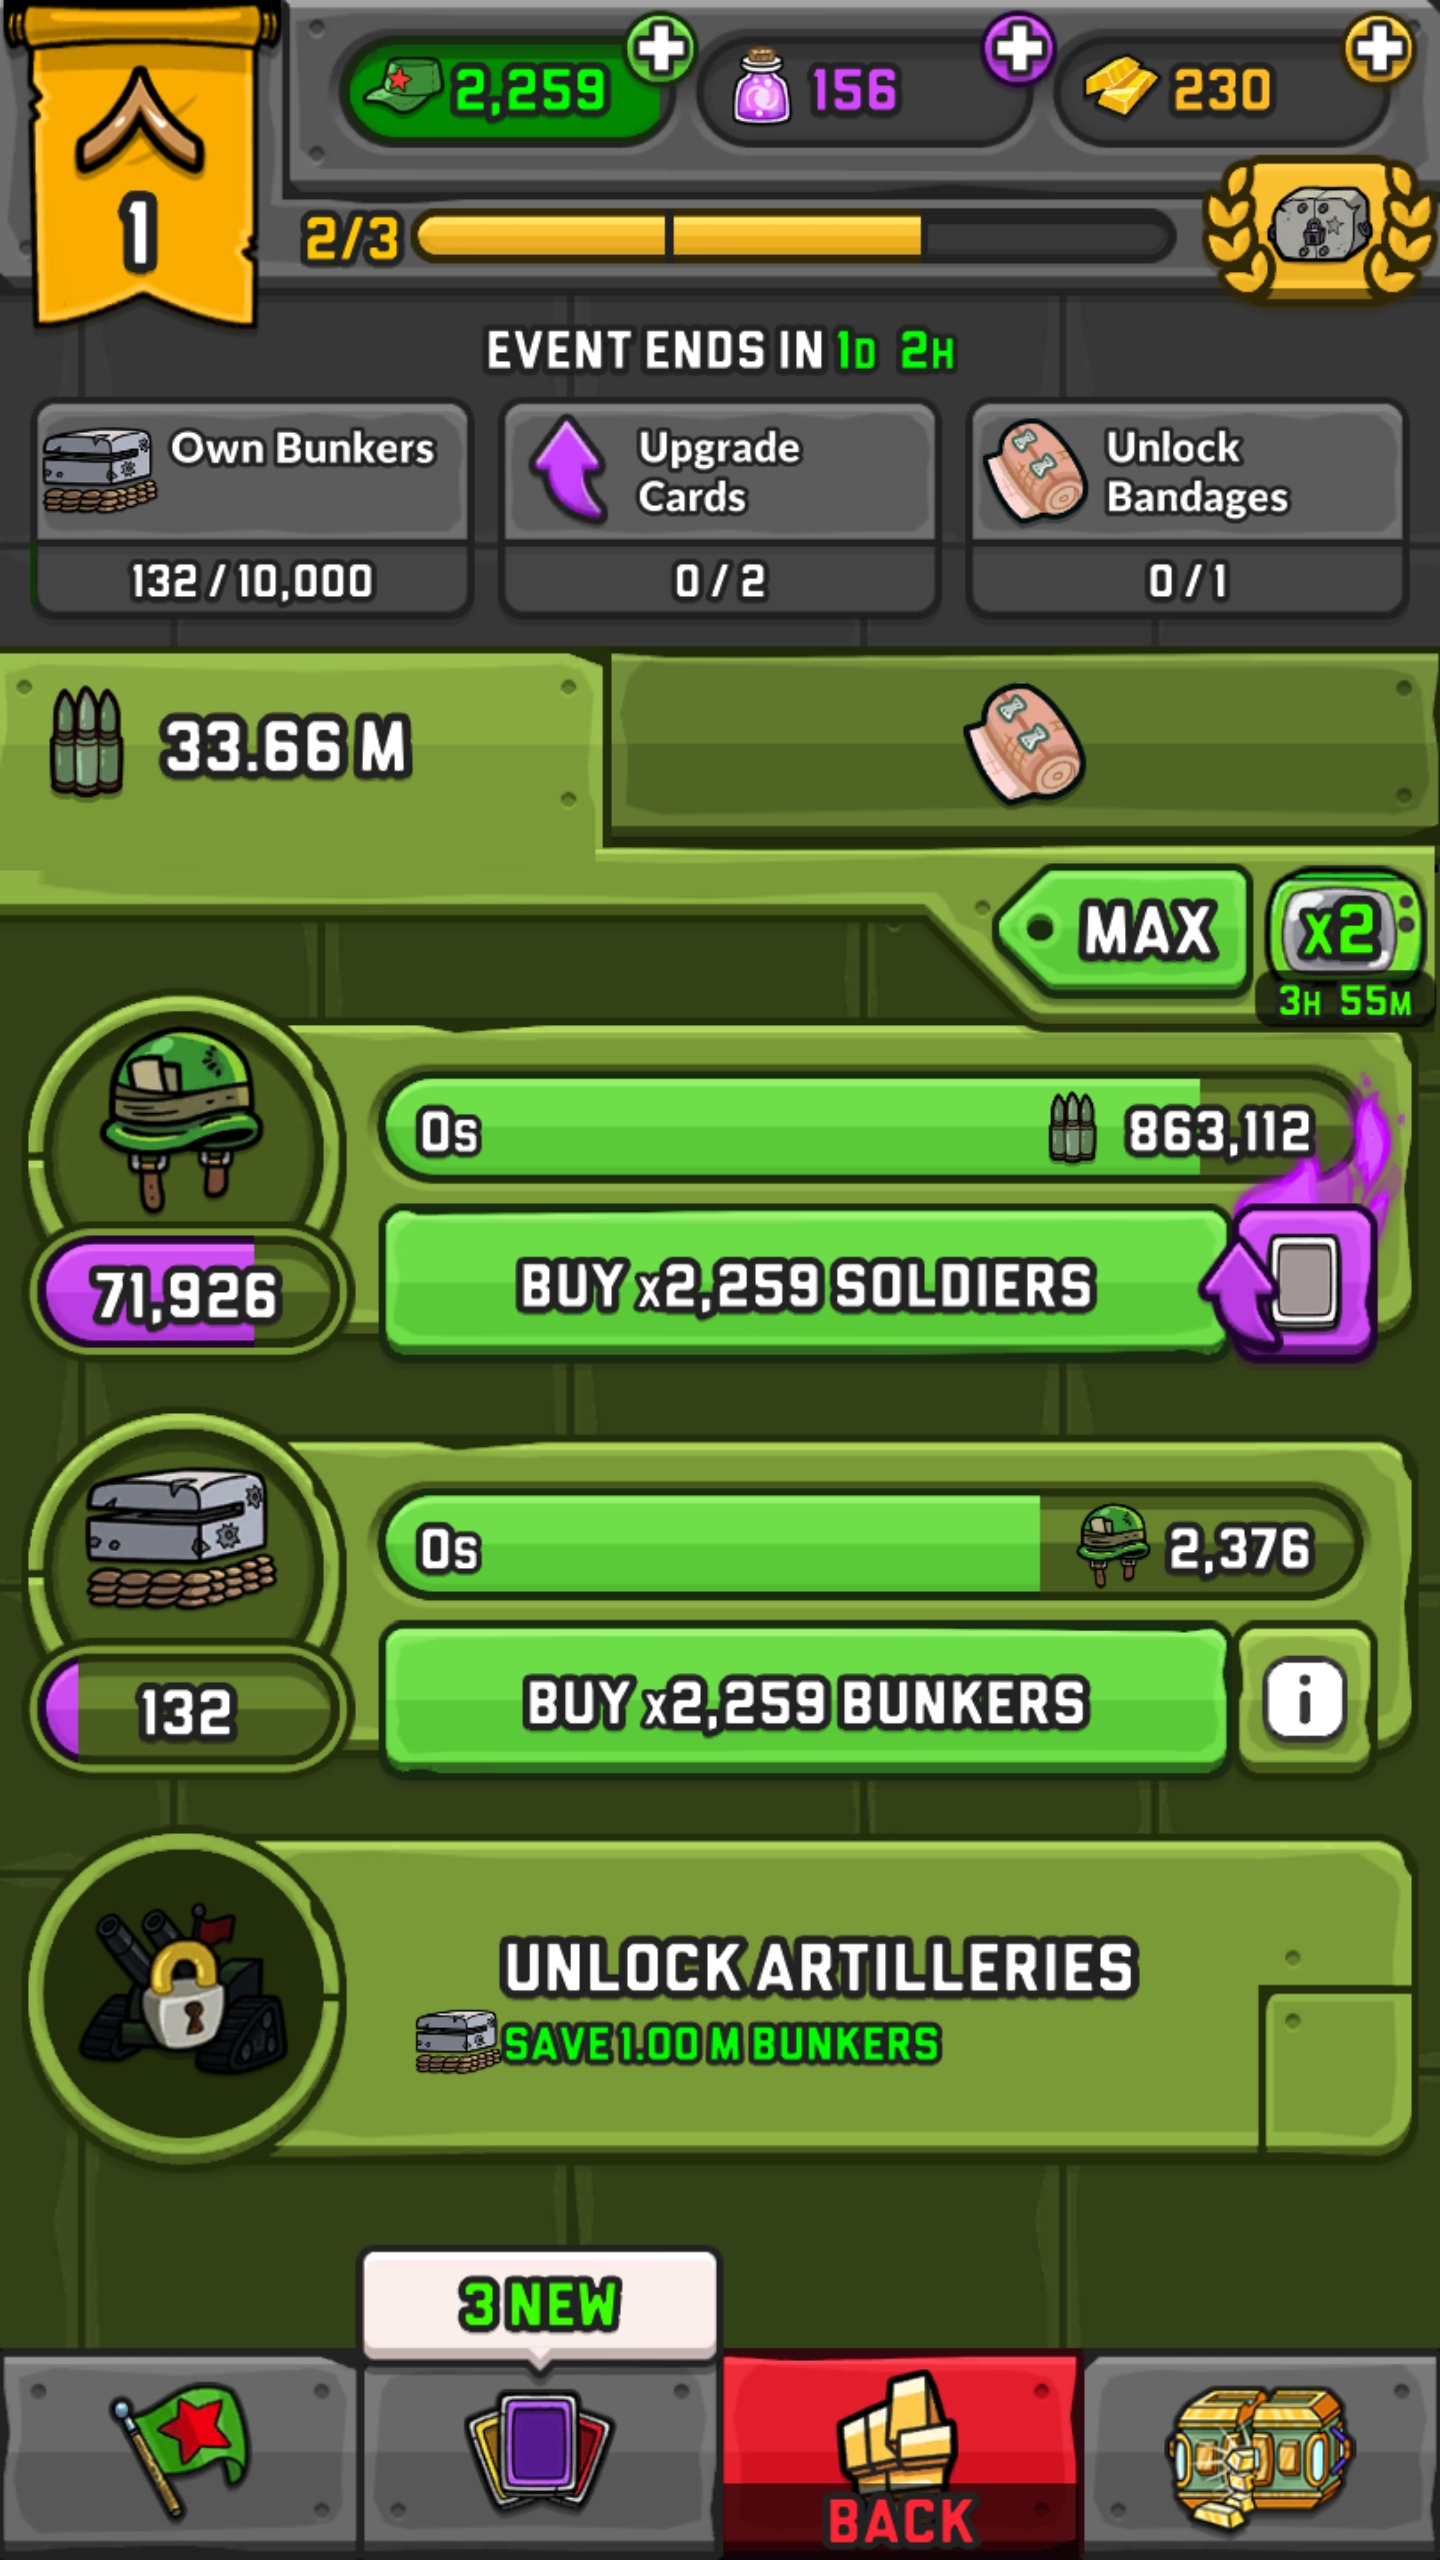 2,259
156
230
1
2/3
EVENT ENDS IN 1D 2H
Own Bunkers
132 / 10,000
Upgrade
Cards
0 / 2
Unlock
Bandages
0 / 1
33.66 M
MAX
x2
3H 55M
0s
863,112
71,926
BUY x2,259 SOLDIERS
0s
2,376
132
BUY x2,259 BUNKERS
i
UNLOCK ARTILLERIES
SAVE 1.00 M BUNKERS
3 NEW
BACK